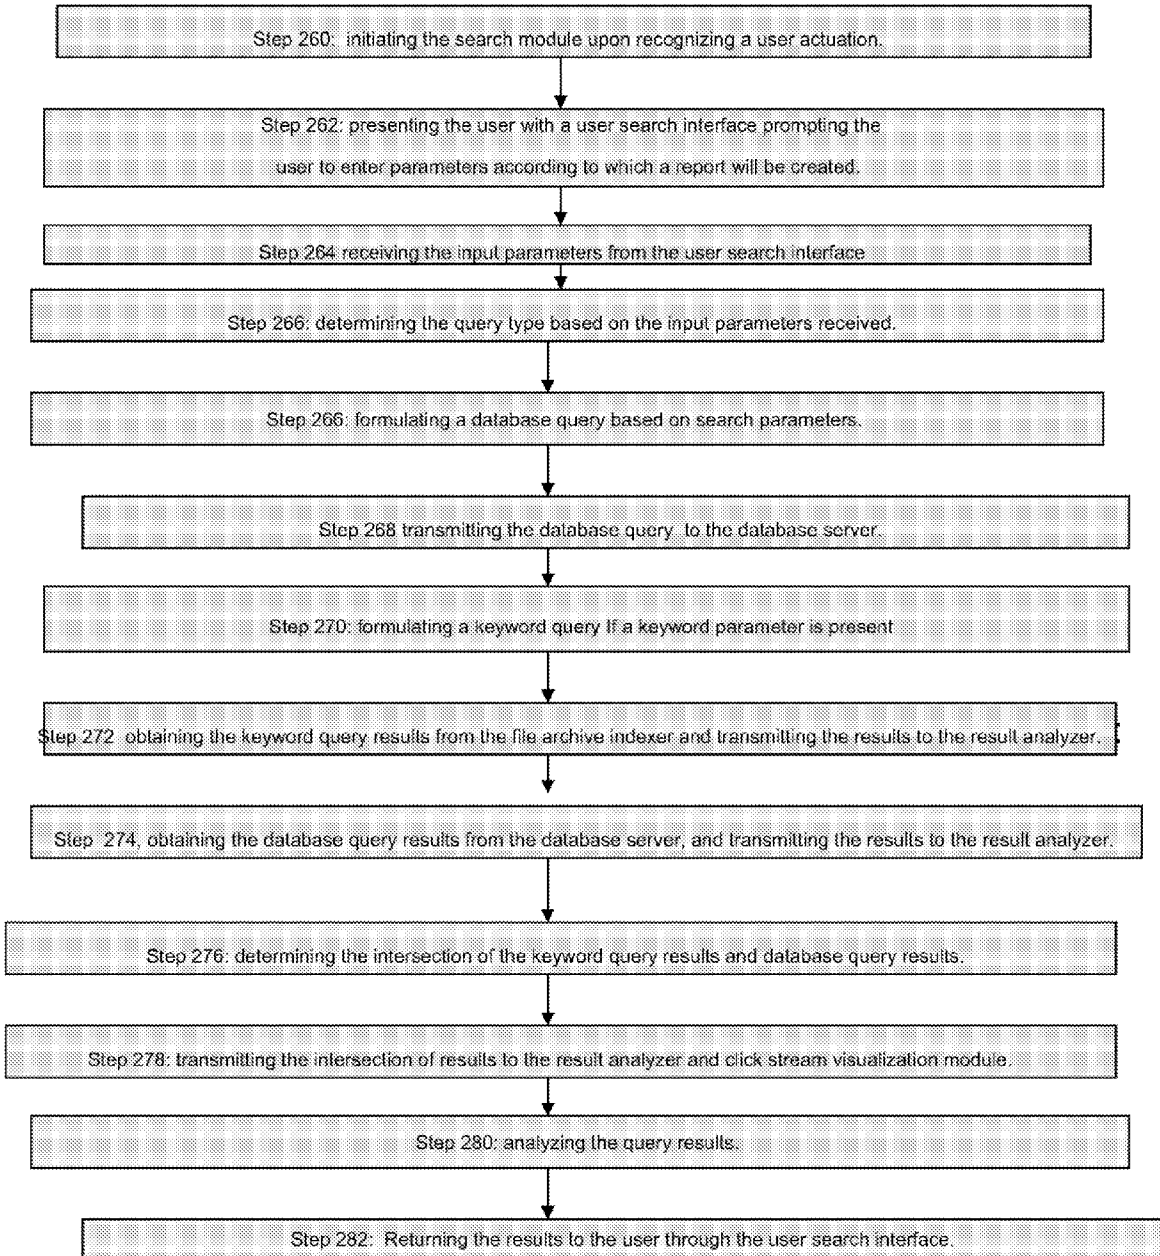 Step 260:  initiating the search module upon recognizing a user actuation.
Step 262: presenting the user with a user search interface prompting the
user to enter parameters according to which a report will be created.
Step 264 receiving the input parameters from the user search interface
Step 266: determining the query type based on the input parameters received.
Step 266: formulating a database query based on search parameters.
Step 268 transmitting the database query  to the database server.
Step 270: formulating a keyword query If a keyword parameter is present
Step 272  obtaining the keyword query results from the file archive indexer and transmitting the results to the result analyzer.
Step  274, obtaining the database query results from the database server, and transmitting the results to the result analyzer.
Step 276: determining the intersection of the keyword query results and database query results.
Step 278: transmitting the intersection of results to the result analyzer and click stream visualization module.
Step 280: analyzing the query results.
Step 282:  Returning the results to the user through the user search interface.